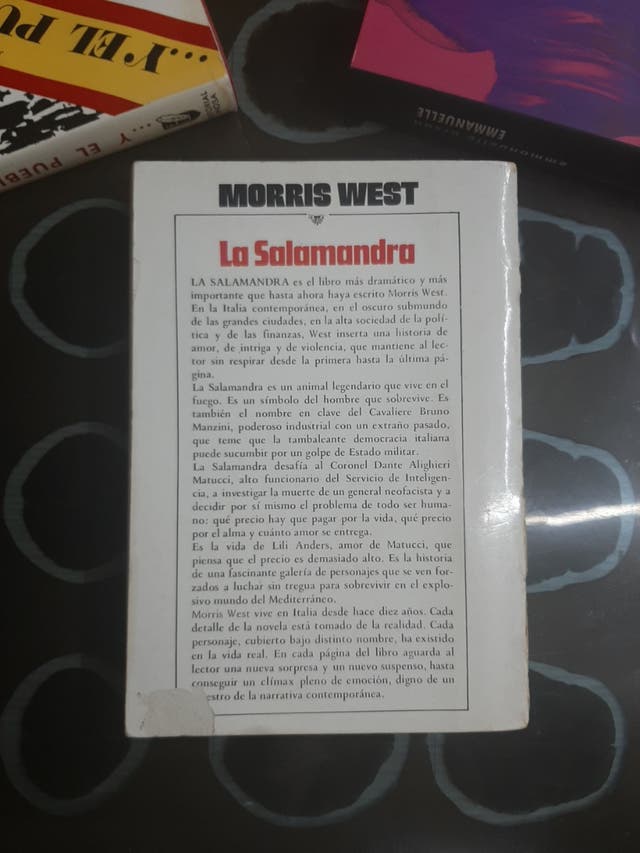 ...Y EL PU
... Y EL PUEBL
EMMANUELLE
MORRIS WEST
La Salamandra
LA SALAMANDRA es el libro más dramático y más
importante que hasta ahora haya escrito Morris West.
En la Italia contemporánea, en el oscuro submundo
de las grandes ciudades, en la alta sociedad de la polí-
tica y de las finanzas, West inserta una historia de
amor, de intriga y de violencia, que mantiene al lec-
tor sin respirar desde la primera hasta la última pá-
gina.
La Salamandra es un animal legendario que vive en el
fuego. Es un símbolo del hombre que sobrevive. Es
también el nombre en clave del Cavaliere Bruno
Manzini, poderoso industrial con un extraño pasado,
que teme que la tambaleante democracia italiana
puede sucumbir por un golpe de Estado militar.
La Salamandra desafía al Coronel Dante Alighieri
Matucci, alto funcionario del Servicio de Inteligen-
cia, a investigar la muerte de un general neofacista y a
decidir por sí mismo el problema de todo ser huma-
no: qué precio hay que pagar por la vida, qué precio
por el alma y cuánto amor se entrega.
Es la vida de Lili Anders, amor de Matucci, que
piensa que el precio es demasiado alto. Es la historia
de una fascinante galería de personajes que se ven for-
zados a luchar sin tregua para sobrevivir en el explo-
sivo mundo del Mediterráneo.
Morris West vive en Italia desde hace diez años. Cada
detalle de la novela está tomado de la realidad. Cada
personaje, cubierto bajo distinto nombre, ha existido
en la vida real. En cada página del libro aguarda al
lector una nueva sorpresa y un nuevo suspenso, hasta
conseguir un clímax pleno de emoción, digno de un
estro de la narrativa contemporánea.